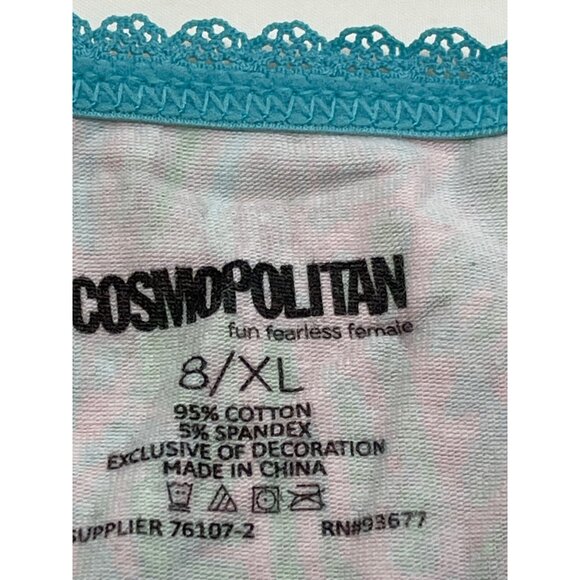 COSMOPOLITAN
fun fearless female
8/XL
95% COTTON
5% SPANDEX
EXCLUSIVE OF DECORATION
MADE IN CHINA
SUPPLIER 76107-2 RN#93677